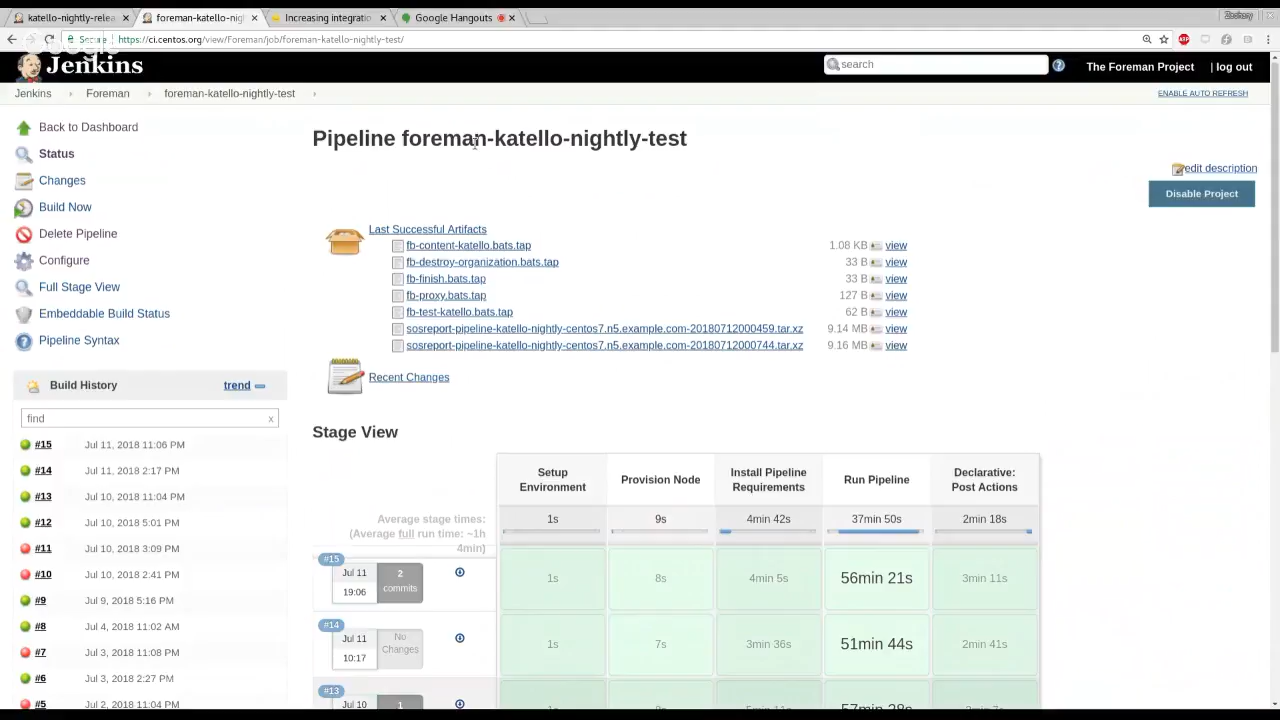 katello-nightly-relea
foreman-katello-nigl
Increasing integratio
Google Hangouts
Zachary
Secure https://ci.centos.org/view/Foreman/job/foreman-katello-nightly-test/
Jenkins
search
The Foreman Project | log out
Jenkins Foreman foreman-katello-nightly-test
ENABLE AUTO REFRESH
Back to Dashboard
Status
Changes
Build Now
Delete Pipeline
Configure
Full Stage View
Embeddable Build Status
Pipeline Syntax
Build History trend
find x
#15 Jul 11, 2018 11:06 PM
#14 Jul 11, 2018 2:17 PM
#13 Jul 10, 2018 11:04 PM
#12 Jul 10, 2018 5:01 PM
#11 Jul 10, 2018 3:09 PM
#10 Jul 10, 2018 2:41 PM
#9 Jul 9, 2018 5:16 PM
#8 Jul 4, 2018 11:02 AM
#7 Jul 3, 2018 11:08 PM
#6 Jul 3, 2018 2:27 PM
#5 Jul 2, 2018 11:04 PM
Pipeline foreman-katello-nightly-test
edit description
Disable Project
Last Successful Artifacts
fb-content-katello.bats.tap 1.08 KB view
fb-destroy-organization.bats.tap 33 B view
fb-finish.bats.tap 33 B view
fb-proxy.bats.tap 127 B view
fb-test-katello.bats.tap 62 B view
sosreport-pipeline-katello-nightly-centos7.n5.example.com-20180712000459.tar.xz 9.14 MB view
sosreport-pipeline-katello-nightly-centos7.n5.example.com-20180712000744.tar.xz 9.16 MB view
Recent Changes
Stage View
Setup Environment
Provision Node
Install Pipeline Requirements
Run Pipeline
Declarative: Post Actions
Average stage times:
(Average full run time: ~1h
4min)
1s 9s 4min 42s 37min 50s 2min 18s
#15
Jul 11
19:06
2
commits
1s 8s 4min 5s 56min 21s 3min 11s
#14
Jul 11
10:17
No
Changes
1s 7s 3min 36s 51min 44s 2min 41s
#13
Jul 10
1